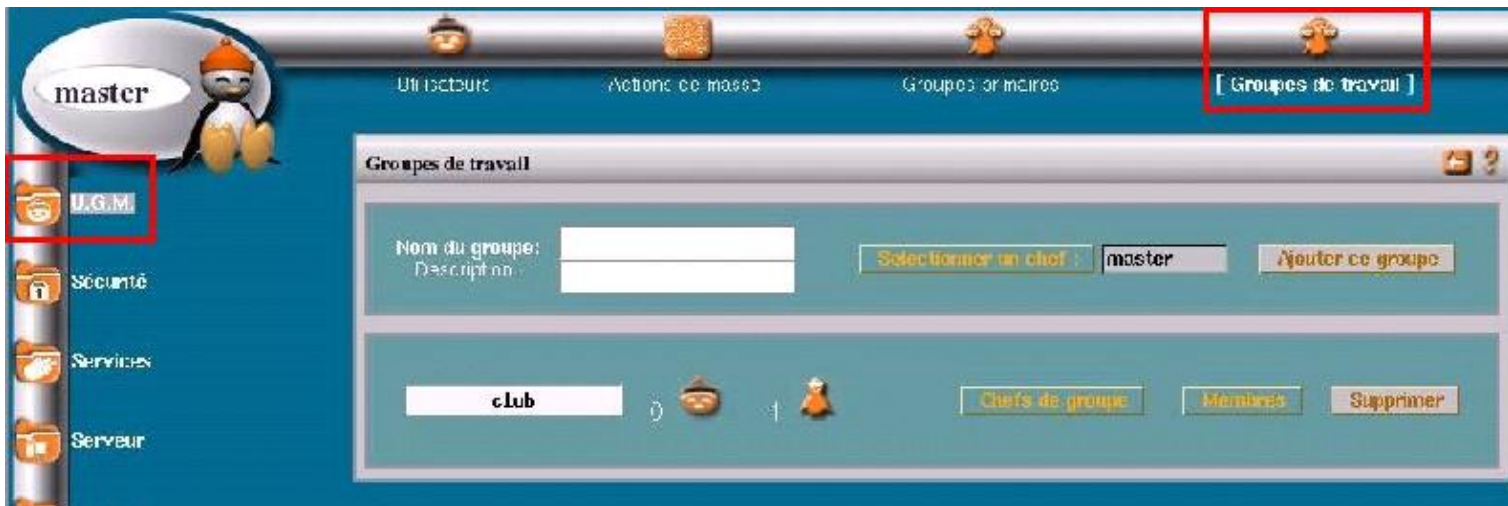 master
Utilisateurs
Actions de masse
Groupes primaires
[ Groupes de travail ]
Groupes de travail
?
U.G.M.
Nom du groupe:
Description :
Selectionner un chef :
master
Ajouter ce groupe
Sécurité
1
Services
club
0
1
Chefs de groupe
Membres
Supprimer
Serveur